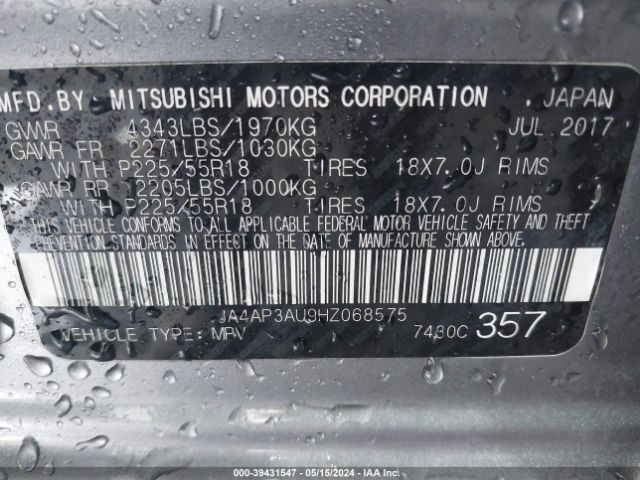 MFD. BY MITSUBISHI MOTORS CORPORATION . JAPAN
GVWR 4343LBS/1970KG JUL 2017
GAWR FR 2271LBS/1030KG
WITH P225/55R18 TIRES 18X7.0J RIMS
GAWR RR 2205LBS/1000KG
WITH P225/55R18 TIRES 18X7.0J RIMS
THIS VEHICLE CONFORMS TO ALL APPLICABLE FEDERAL MOTOR VEHICLE SAFETY AND THEFT
PREVENTION STANDARDS IN EFFECT ON THE DATE OF MANUFACTURE SHOWN ABOVE.
JA4AP3AU9HZ068575
VEHICLE TYPE: MPV 7430C 357
000-39431547 - 05/15/2024 - IAA Inc.